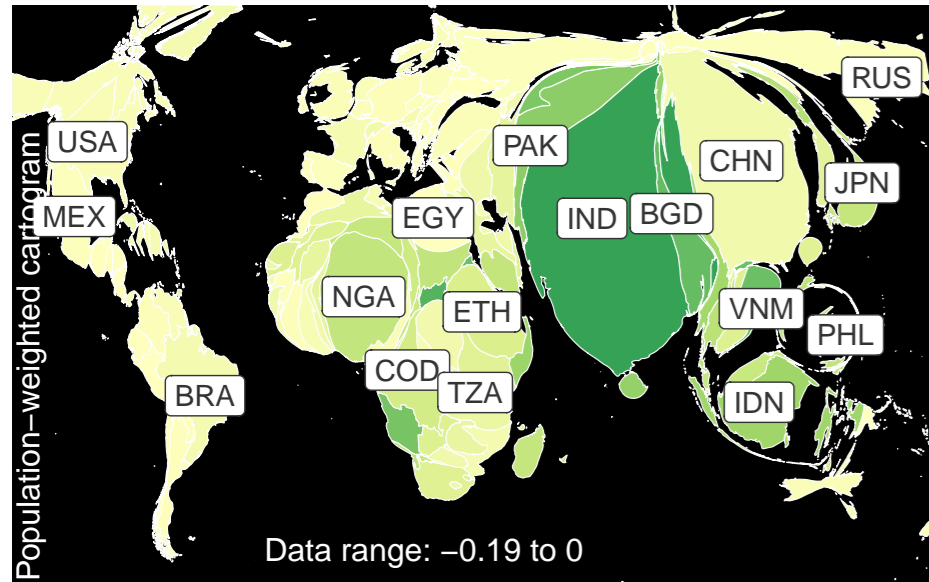 RUS
USA
PAK
CHN
JPN
MEX
EGY
IND
BGD
NGA
ETH
VNM
PHL
COD
TZA
BRA
IDN
Population−weighted cartogram
Data range: −0.19 to 0